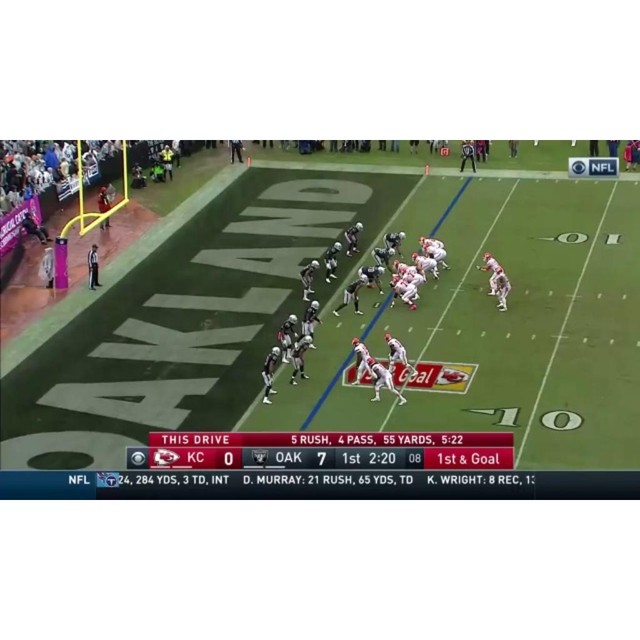 NFL
OAKLAND
10
10
1st & Goal
THIS DRIVE 5 RUSH, 4 PASS, 55 YARDS, 5:22
KC 0 OAK 7 1st 2:20 08 1st & Goal
NFL 24, 284 YDS, 3 TD, INT D. MURRAY: 21 RUSH, 65 YDS, TD K. WRIGHT: 8 REC,